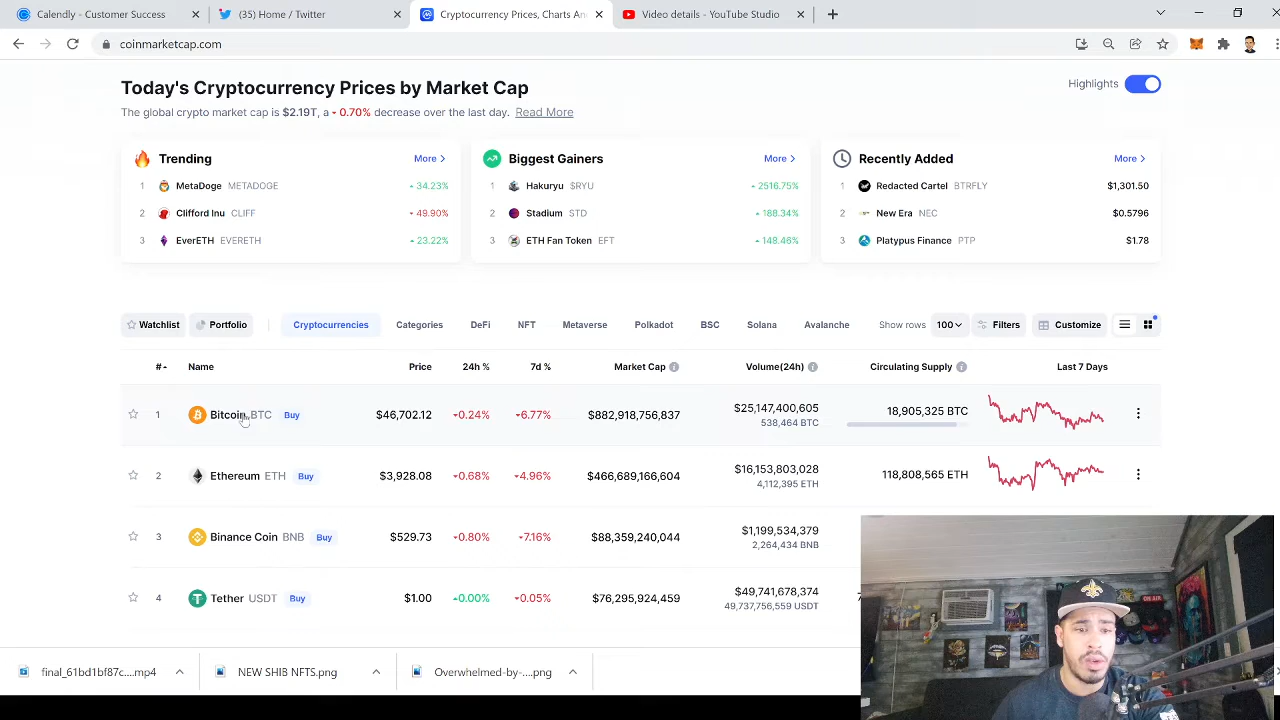 Calendly - Customer Success
(35) Home / Twitter
Cryptocurrency Prices, Charts An
Video details - YouTube Studio
coinmarketcap.com
Today's Cryptocurrency Prices by Market Cap
Highlights
The global crypto market cap is $2.19T, a 0.70% decrease over the last day. Read More
Trending More
1 MetaDoge METADOGE 34.23%
2 Clifford Inu CLIFF 49.90%
3 EverETH EVERETH 23.22%
Biggest Gainers More
1 Hakuryu $RYU 2516.75%
2 Stadium STD 188.34%
3 ETH Fan Token EFT 148.46%
Recently Added More
1 Redacted Cartel BTRFLY $1,301.50
2 New Era NEC $0.5796
3 Platypus Finance PTP $1.78
Watchlist Portfolio Cryptocurrencies Categories DeFi NFT Metaverse Polkadot BSC Solana Avalanche Show rows 100 Filters Customize
# Name Price 24h % 7d % Market Cap Volume(24h) Circulating Supply Last 7 Days
1 Bitcoin BTC Buy $46,702.12 0.24% 6.77% $882,918,756,837 $25,147,400,605 18,905,325 BTC
538,464 BTC
2 Ethereum ETH Buy $3,928.08 0.68% 4.96% $466,689,166,604 $16,153,803,028 118,808,565 ETH
4,112,395 ETH
3 Binance Coin BNB Buy $529.73 0.80% 7.16% $88,359,240,044 $1,199,534,379
2,264,434 BNB
4 Tether USDT Buy $1.00 0.00% 0.05% $76,295,924,459 $49,741,678,374
49,737,756,559 USDT
final_61bd1bf87c....mp4
NEW SHIB NFTS.png
Overwhelmed-by-....png
ON AIR